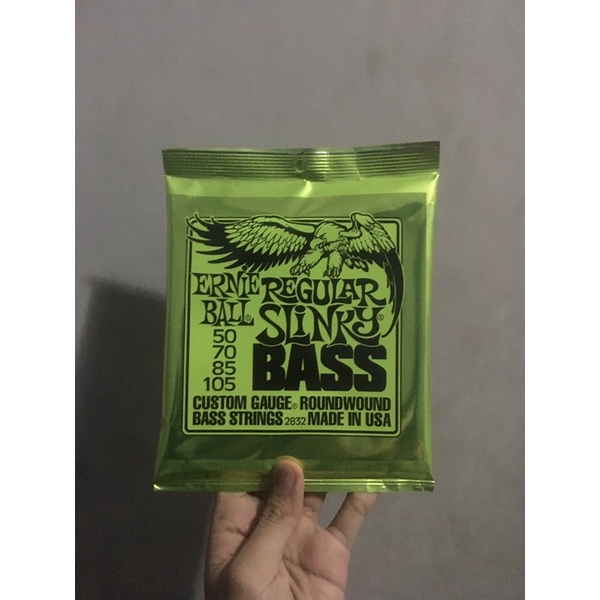 ERNIE BALL®
REGULAR SLINKY®
BASS
50
70
85
105
CUSTOM GAUGE® ROUNDWOUND
BASS STRINGS 2832 MADE IN USA